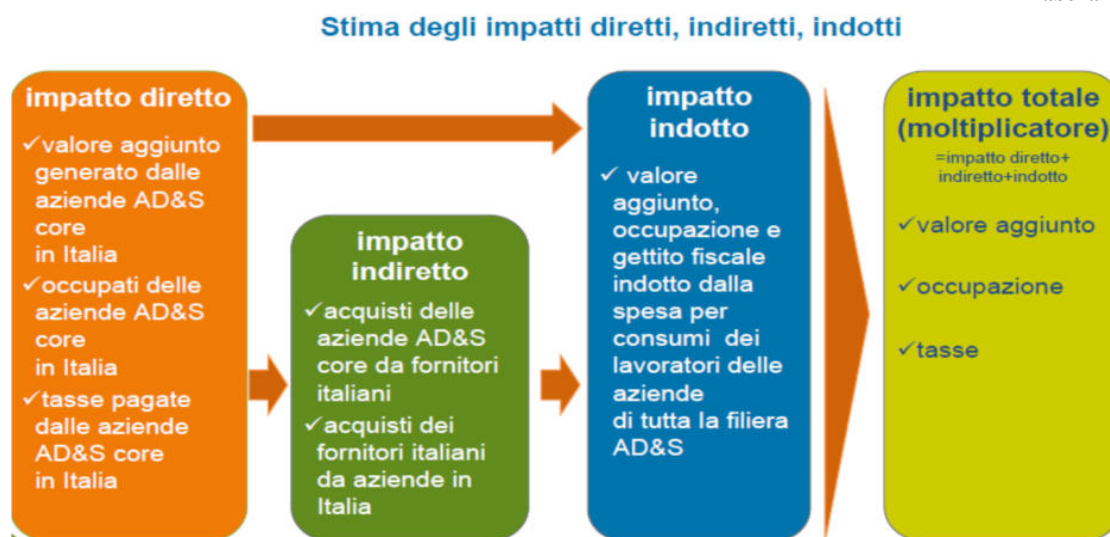 Stima degli impatti diretti, indiretti, indotti
impatto diretto
✓valore aggiunto
generato dalle
aziende AD&S
core
in Italia
✓occupati delle
aziende AD&S
core
in Italia
✓tasse pagate
dalle aziende
AD&S core
in Italia
impatto
indiretto
✓acquisti delle
aziende AD&S
core da fornitori
italiani
✓acquisti dei
fornitori italiani
da aziende in
Italia
impatto
indotto
✓ valore
aggiunto,
occupazione e
gettito fiscale
indotto dalla
spesa per
consumi dei
lavoratori delle
aziende
di tutta la filiera
AD&S
impatto totale
(moltiplicatore)
=impatto diretto+
indiretto+indotto
✓valore aggiunto
✓occupazione
✓tasse